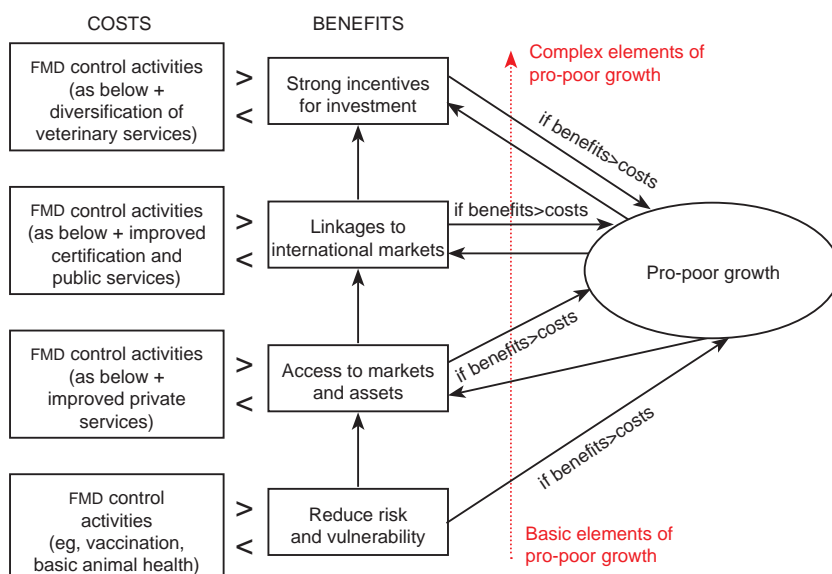 COSTS
BENEFITS
FMD control activities
(as below +
diversification of
veterinary services)
>
<
Strong incentives
for investment
Complex elements of
pro-poor growth
if benefits>costs
FMD control activities
(as below + improved
certification and
public services)
>
<
Linkages to
international markets
if benefits>costs
Pro-poor growth
FMD control activities
(as below +
improved private
services)
>
<
Access to markets
and assets
if benefits>costs
FMD control
activities
(eg, vaccination,
basic animal health)
>
<
Reduce risk
and vulnerability
if benefits>costs
Basic elements of
pro-poor growth